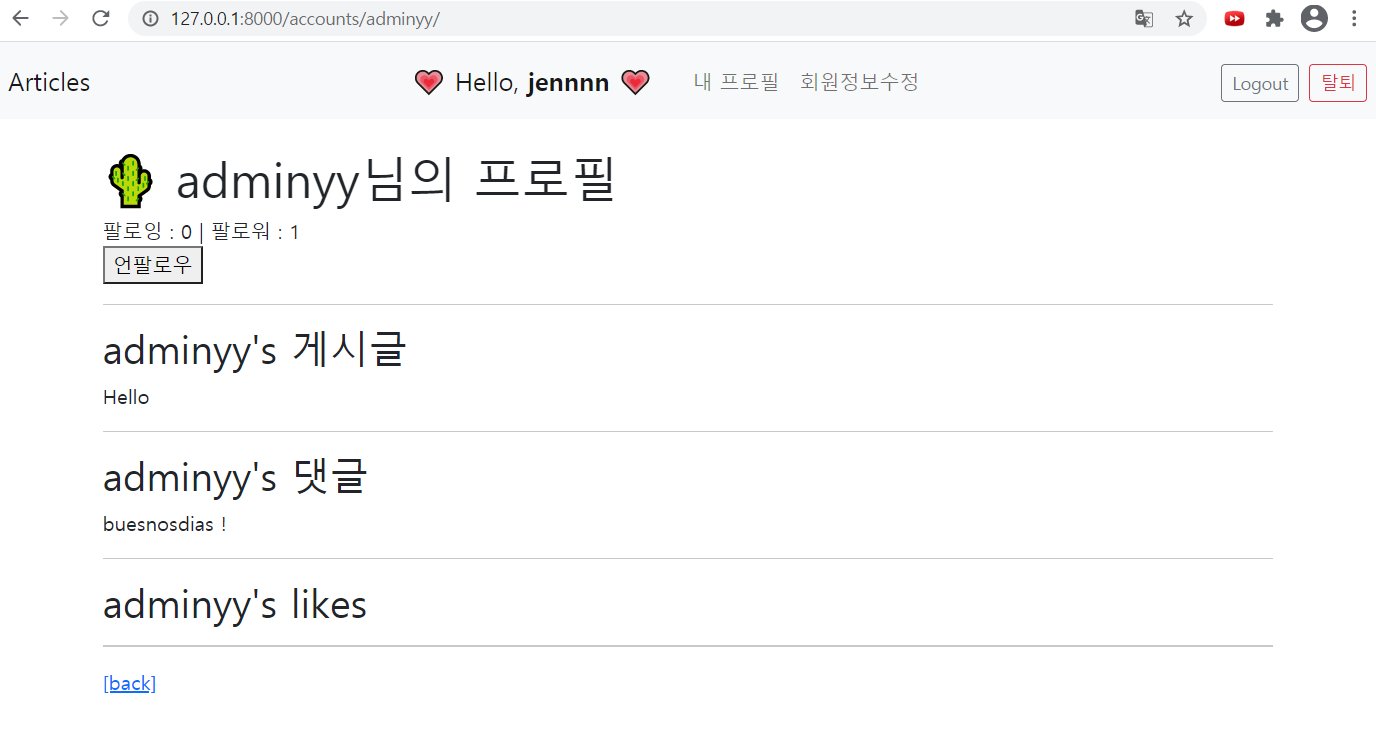 127.0.0.1:8000/accounts/adminyy/
Articles Hello, jennnn 내 프로필 회원정보수정 Logout 탈퇴
adminyy님의 프로필
팔로잉 : 0 | 팔로워 : 1
언팔로우
adminyy's 게시글
Hello
adminyy's 댓글
buesnosdias !
adminyy's likes
[back]